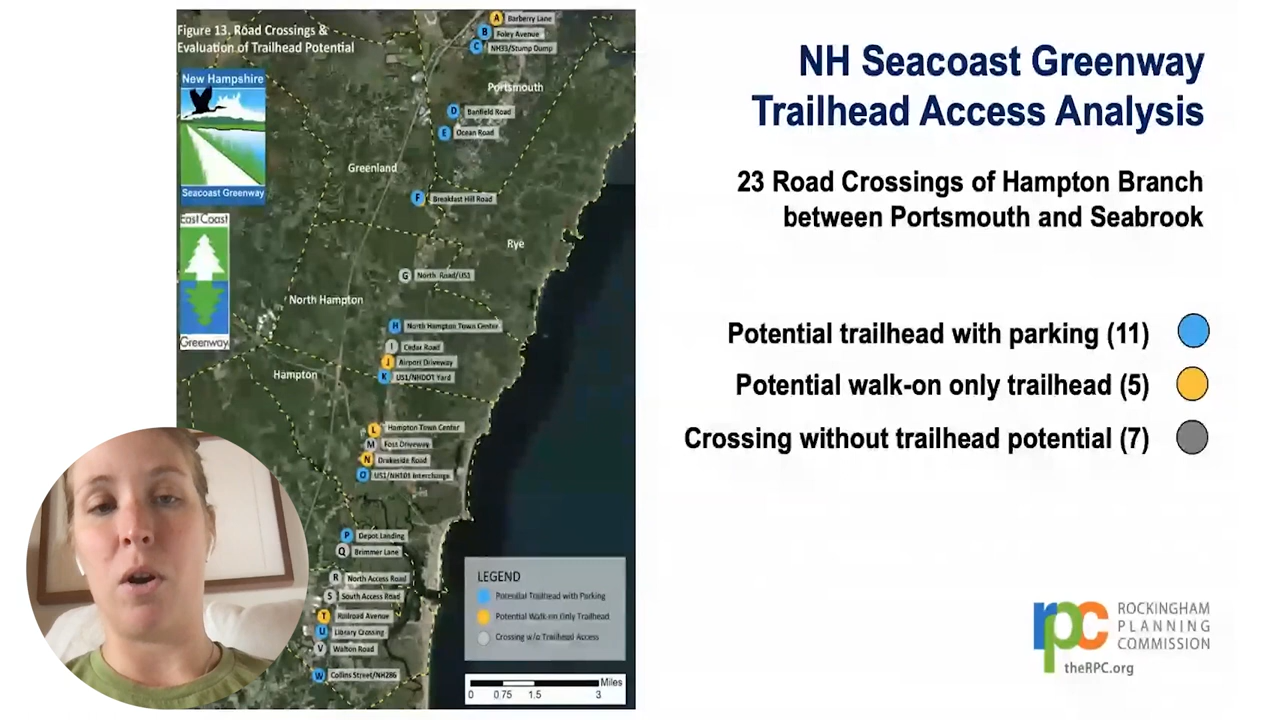 Figure 13. Road Crossings &
Evaluation of Trailhead Potential
New Hampshire
Seacoast Greenway
East Coast
Greenway
A Barberry Lane
B Foley Avenue
C NH33/Stump Dump
Portsmouth
D Banfield Road
E Ocean Road
Greenland
F Breakfast Hill Road
Rye
G North Road/US1
North Hampton
H North Hampton Town Center
I Cedar Road
J Airport Driveway
Hampton
K US1/NHDOT Yard
L Hampton Town Center
M Foss Driveway
N Drakeside Road
O US1/NH101 Interchange
P Depot Landing
Q Brimmer Lane
R North Access Road
S South Access Road
T Railroad Avenue
U Library Crossing
V Walton Road
W Collins Street/NH286
LEGEND
Potential Trailhead with Parking
Potential Walk-on Only Trailhead
Crossing w/o Trailhead Access
Miles
0 0.75 1.5 3
NH Seacoast Greenway
Trailhead Access Analysis
23 Road Crossings of Hampton Branch
between Portsmouth and Seabrook
Potential trailhead with parking (11)
Potential walk-on only trailhead (5)
Crossing without trailhead potential (7)
rpc
ROCKINGHAM
PLANNING
COMMISSION
theRPC.org